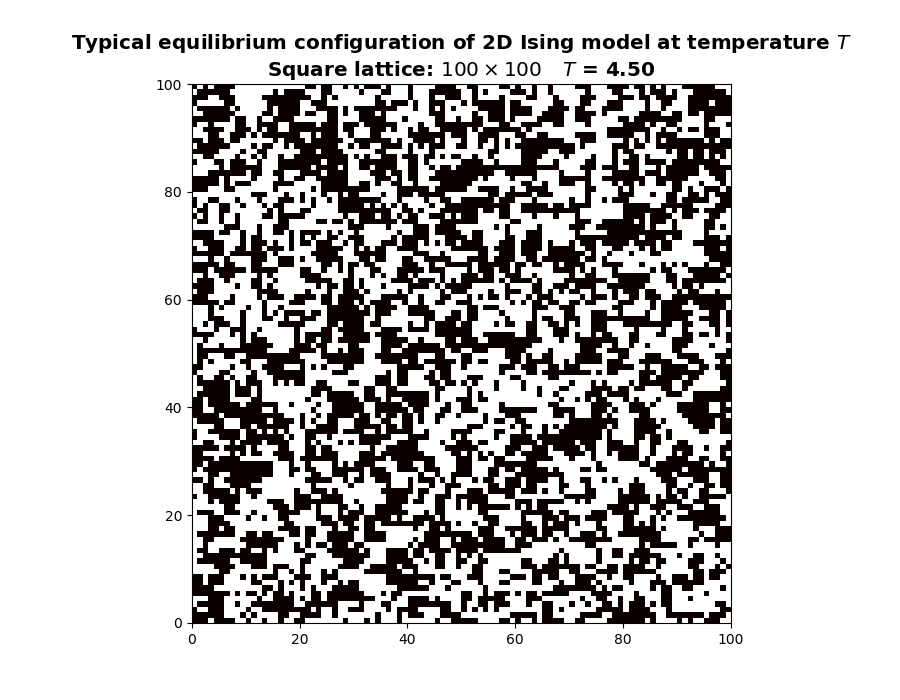 Typical equilibrium configuration of 2D Ising model at temperature T
Square lattice: 100 × 100 T = 4.50
100
80
60
40
20
0
0 20 40 60 80 100